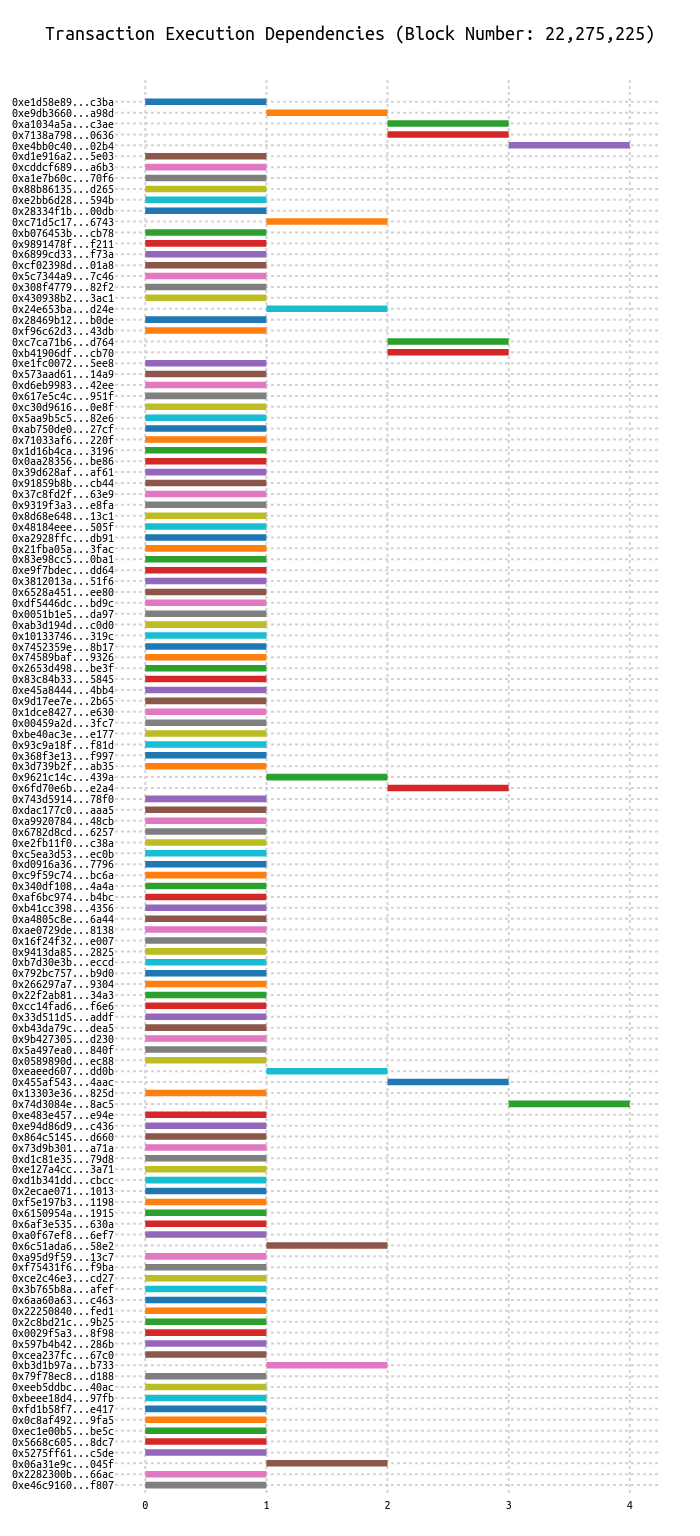 Transaction Execution Dependencies (Block Number: 22,275,225)
0xe1d58e89...c3ba
0xe9db3660...a98d
0xa1034a5a...c3ae
0x7138a798...0636
0xe4bb0c40...02b4
0xd1e916a2...5e03
0xcddcf689...a6b3
0xa1e7b60c...70f6
0x88b86135...d265
0xe2bb6d28...594b
0x28334f1b...00db
0xc71d5c17...6743
0xb076453b...cb78
0x9891478f...f211
0x6899cd33...f73a
0xcf02398d...01a8
0x5c7344a9...7c46
0x308f4779...82f2
0x430938b2...3ac1
0x24e653ba...d24e
0x28469b12...b0de
0xf96c62d3...43db
0xc7ca71b6...d764
0xb41906df...cb70
0xe1fc0072...5ee8
0x573aad61...14a9
0xd6eb9983...42ee
0x617e5c4c...951f
0xc30d9616...0e8f
0x5aa9b5c5...82e6
0xab750de0...27cf
0x71033af6...220f
0x1d16b4ca...3196
0x0aa28356...be86
0x39d628af...af61
0x91859b8b...cb44
0x37c8fd2f...63e9
0x9319f3a3...e8fa
0x8d68e648...13c1
0x48184eee...505f
0xa2928ffc...db91
0x21fba05a...3fac
0x83e98cc5...0ba1
0xe9f7bdec...dd64
0x3812013a...51f6
0x6528a451...ee80
0xdf5446dc...bd9c
0x0051b1e5...da97
0xab3d194d...c0d0
0x10133746...319c
0x7452359e...8b17
0x74589baf...9326
0x2653d498...be3f
0x83c84b33...5845
0xe45a8444...4bb4
0x9d17ee7e...2b65
0x1dce8427...e630
0x00459a2d...3fc7
0xbe40ac3e...e177
0x93c9a18f...f81d
0x368f3e13...f997
0x3d739b2f...ab35
0x9621c14c...439a
0x6fd70e6b...e2a4
0x743d5914...78f0
0xdac177c0...aaa5
0xa9920784...48cb
0x6782d8cd...6257
0xe2fb11f0...c38a
0xc5ea3d53...ec0b
0xd0916a36...7796
0xc9f59c74...bc6a
0x340df108...4a4a
0xaf6bc974...b4bc
0xb41cc398...4356
0xa4805c8e...6a44
0xae0729de...8138
0x16f24f32...e007
0x9413da85...2825
0xb7d30e3b...eccd
0x792bc757...b9d0
0x266297a7...9304
0x22f2ab81...34a3
0xcc14fad6...f6e6
0x33d511d5...addf
0xb43da79c...dea5
0x9b427305...d230
0x5a497ea0...840f
0x0589890d...ec88
0xeaeed607...dd0b
0x455af543...4aac
0x13303e36...825d
0x74d3084e...8ac5
0xe483e457...e94e
0xe94d86d9...c436
0x864c5145...d660
0x73d9b301...a71a
0xd1c81e35...79d8
0xe127a4cc...3a71
0xd1b341dd...cbcc
0x2ecae071...1013
0xf5e197b3...1198
0x6150954a...1915
0x6af3e535...630a
0xa0f67ef8...6ef7
0x6c51ada6...58e2
0xa95d9f59...13c7
0xf75431f6...f9ba
0xce2c46e3...cd27
0x3b765b8a...afef
0x6aa60a63...c463
0x22250840...fed1
0x2c8bd21c...9b25
0x0029f5a3...8f98
0x597b4b42...286b
0xcea237fc...67c0
0xb3d1b97a...b733
0x79f78ec8...d188
0xeeb5ddbc...40ac
0xbeee18d4...97fb
0xfd1b58f7...e417
0x0c8af492...9fa5
0xec1e00b5...be5c
0x5668c605...8dc7
0x5275ff61...c5de
0x06a31e9c...045f
0x2282300b...66ac
0xe46c9160...f807
0 1 2 3 4